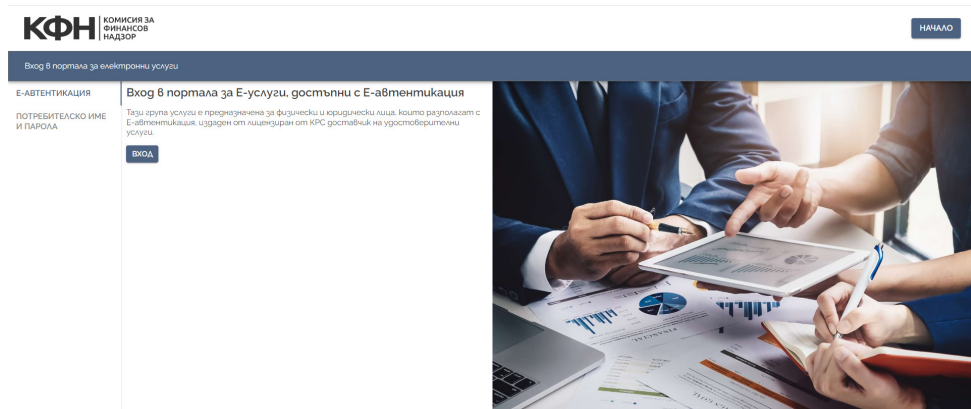 КФН
КОМИСИЯ ЗА
ФИНАНСОВ
НАДЗОР
НАЧАЛО
Вход в портала за електронни услуги
Е-АВТЕНТИКАЦИЯ
ПОТРЕБИТЕЛСКО ИМЕ
И ПАРОЛА
Вход в портала за Е-услуги, достъпни с Е-автентикация
Тази група услуги е предназначена за физически и юридически лица, които разполагат с
Е-автентикация, издаден от лицензиран от КРС доставчик на удостоверителни
услуги.
ВХОД
FINANCIAL